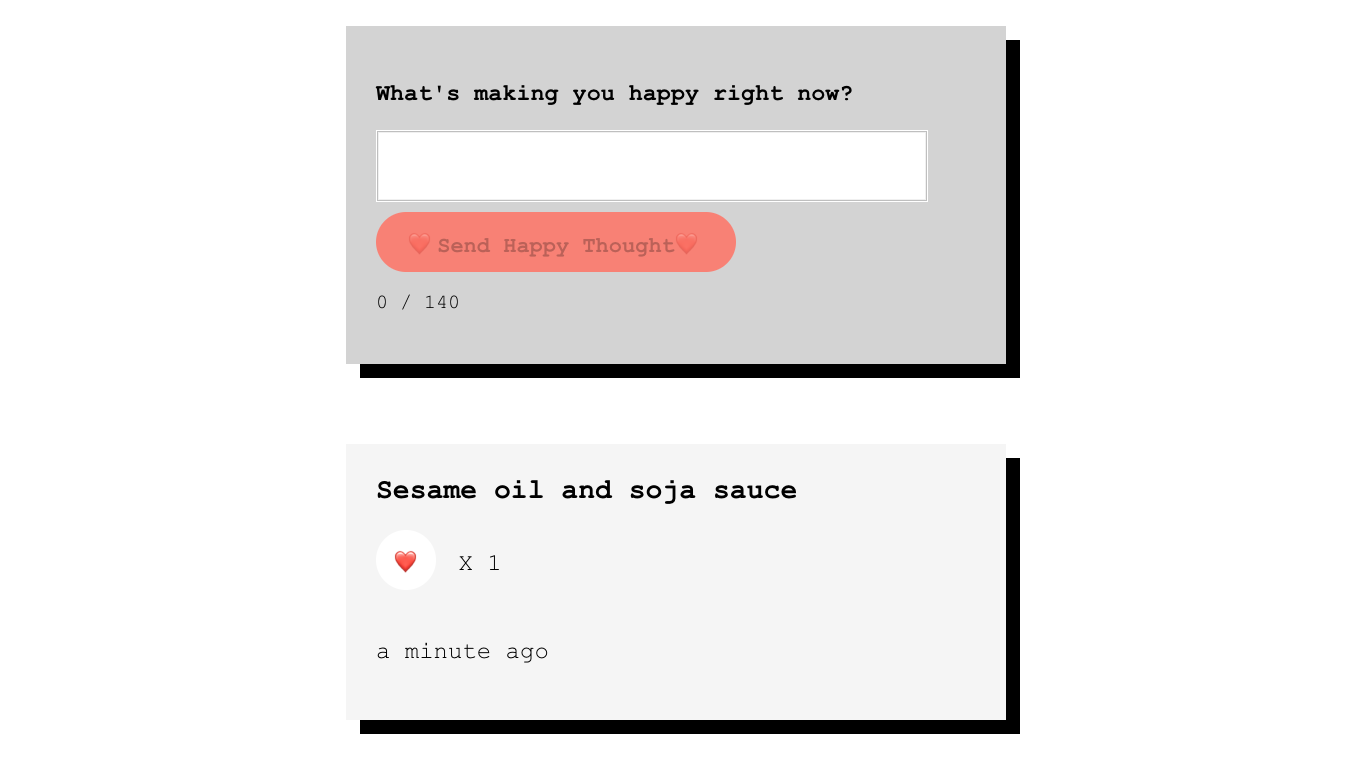 What's making you happy right now?
❤️ Send Happy Thought❤️
0 / 140
Sesame oil and soja sauce
❤️ X 1
a minute ago